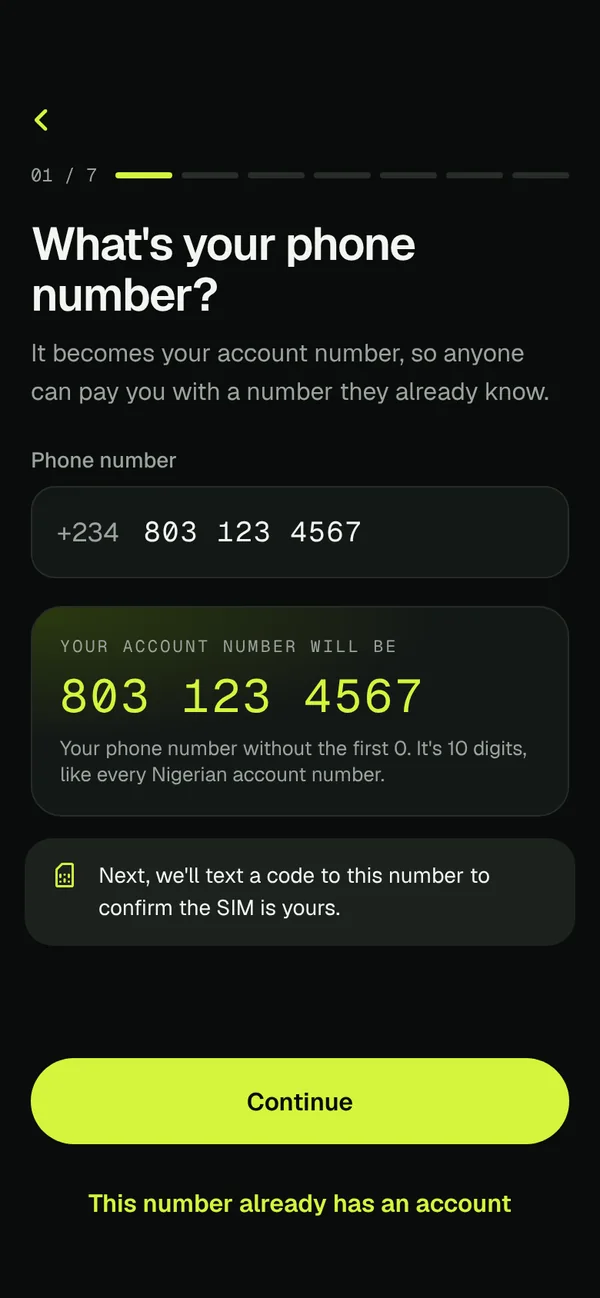 01 / 7
What's your phone
number?
It becomes your account number, so anyone
can pay you with a number they already know.
Phone number
+234 803 123 4567
YOUR ACCOUNT NUMBER WILL BE
803 123 4567
Your phone number without the first 0. It's 10 digits,
like every Nigerian account number.
Next, we'll text a code to this number to
confirm the SIM is yours.
Continue
This number already has an account